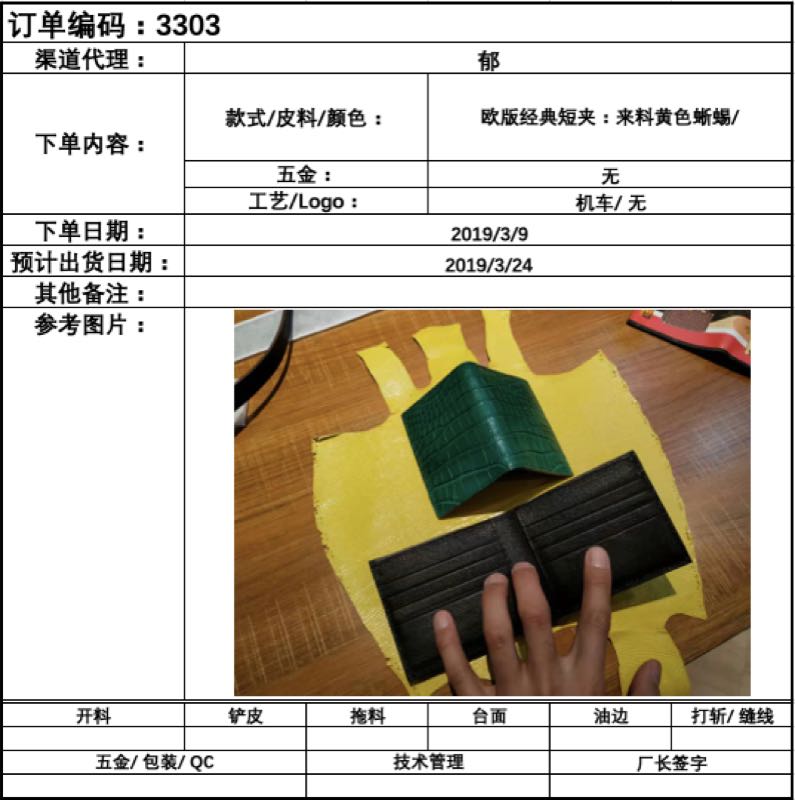 订单编码：3303
渠道代理：
郁
下单内容：
款式/皮料/颜色：
欧版经典短夹：来料黄色蜥蜴/
五金：
无
工艺/Logo：
机车/ 无
下单日期：
2019/3/9
预计出货日期：
2019/3/24
其他备注：
参考图片：
开料
铲皮
拖料
台面
油边
打斩/ 缝线
五金/ 包装/ QC
技术管理
厂长签字